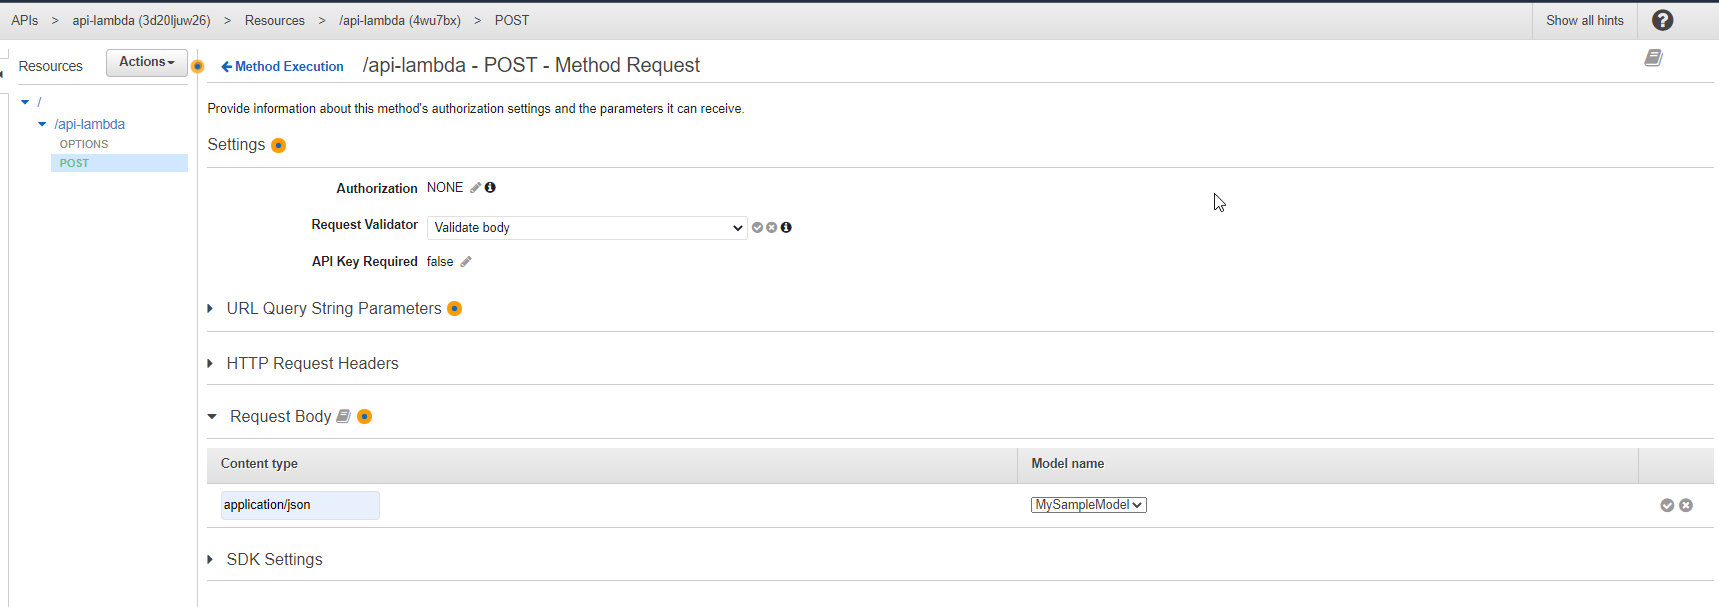 APIs > api-lambda (3d20ljuw26) > Resources > /api-lambda (4wu7bx) > POST
Show all hints
Resources
Actions
Method Execution
/api-lambda - POST - Method Request
/
/api-lambda
OPTIONS
POST
Provide information about this method's authorization settings and the parameters it can receive.
Settings
Authorization NONE
Request Validator Validate body
API Key Required false
URL Query String Parameters
HTTP Request Headers
Request Body
Content type Model name
application/json MySampleModel
SDK Settings